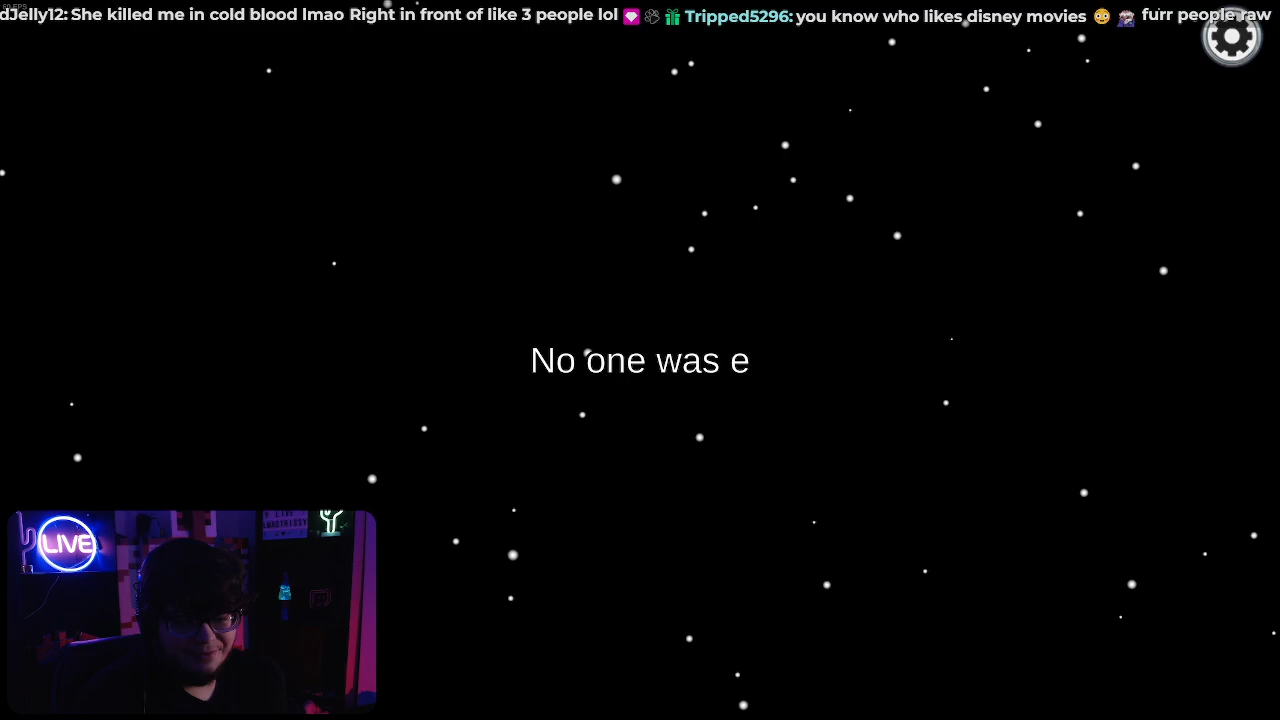 dJelly12: She killed me in cold blood lmao Right in front of like 3 people lol Tripped5296: you know who likes disney movies furr people raw
No one was e
LIVE